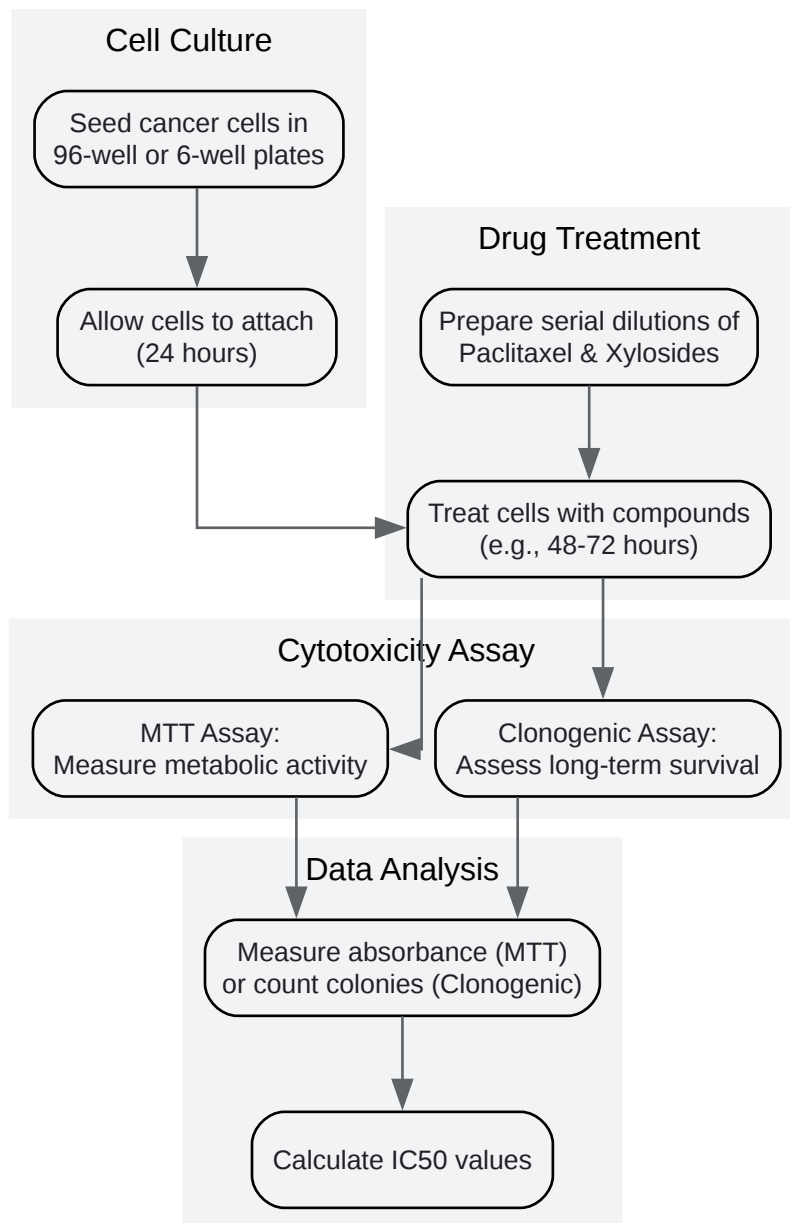 Cell Culture
Seed cancer cells in
96-well or 6-well plates
Allow cells to attach
(24 hours)
Drug Treatment
Prepare serial dilutions of
Paclitaxel & Xylosides
Treat cells with compounds
(e.g., 48-72 hours)
Cytotoxicity Assay
MTT Assay:
Measure metabolic activity
Clonogenic Assay:
Assess long-term survival
Data Analysis
Measure absorbance (MTT)
or count colonies (Clonogenic)
Calculate IC50 values